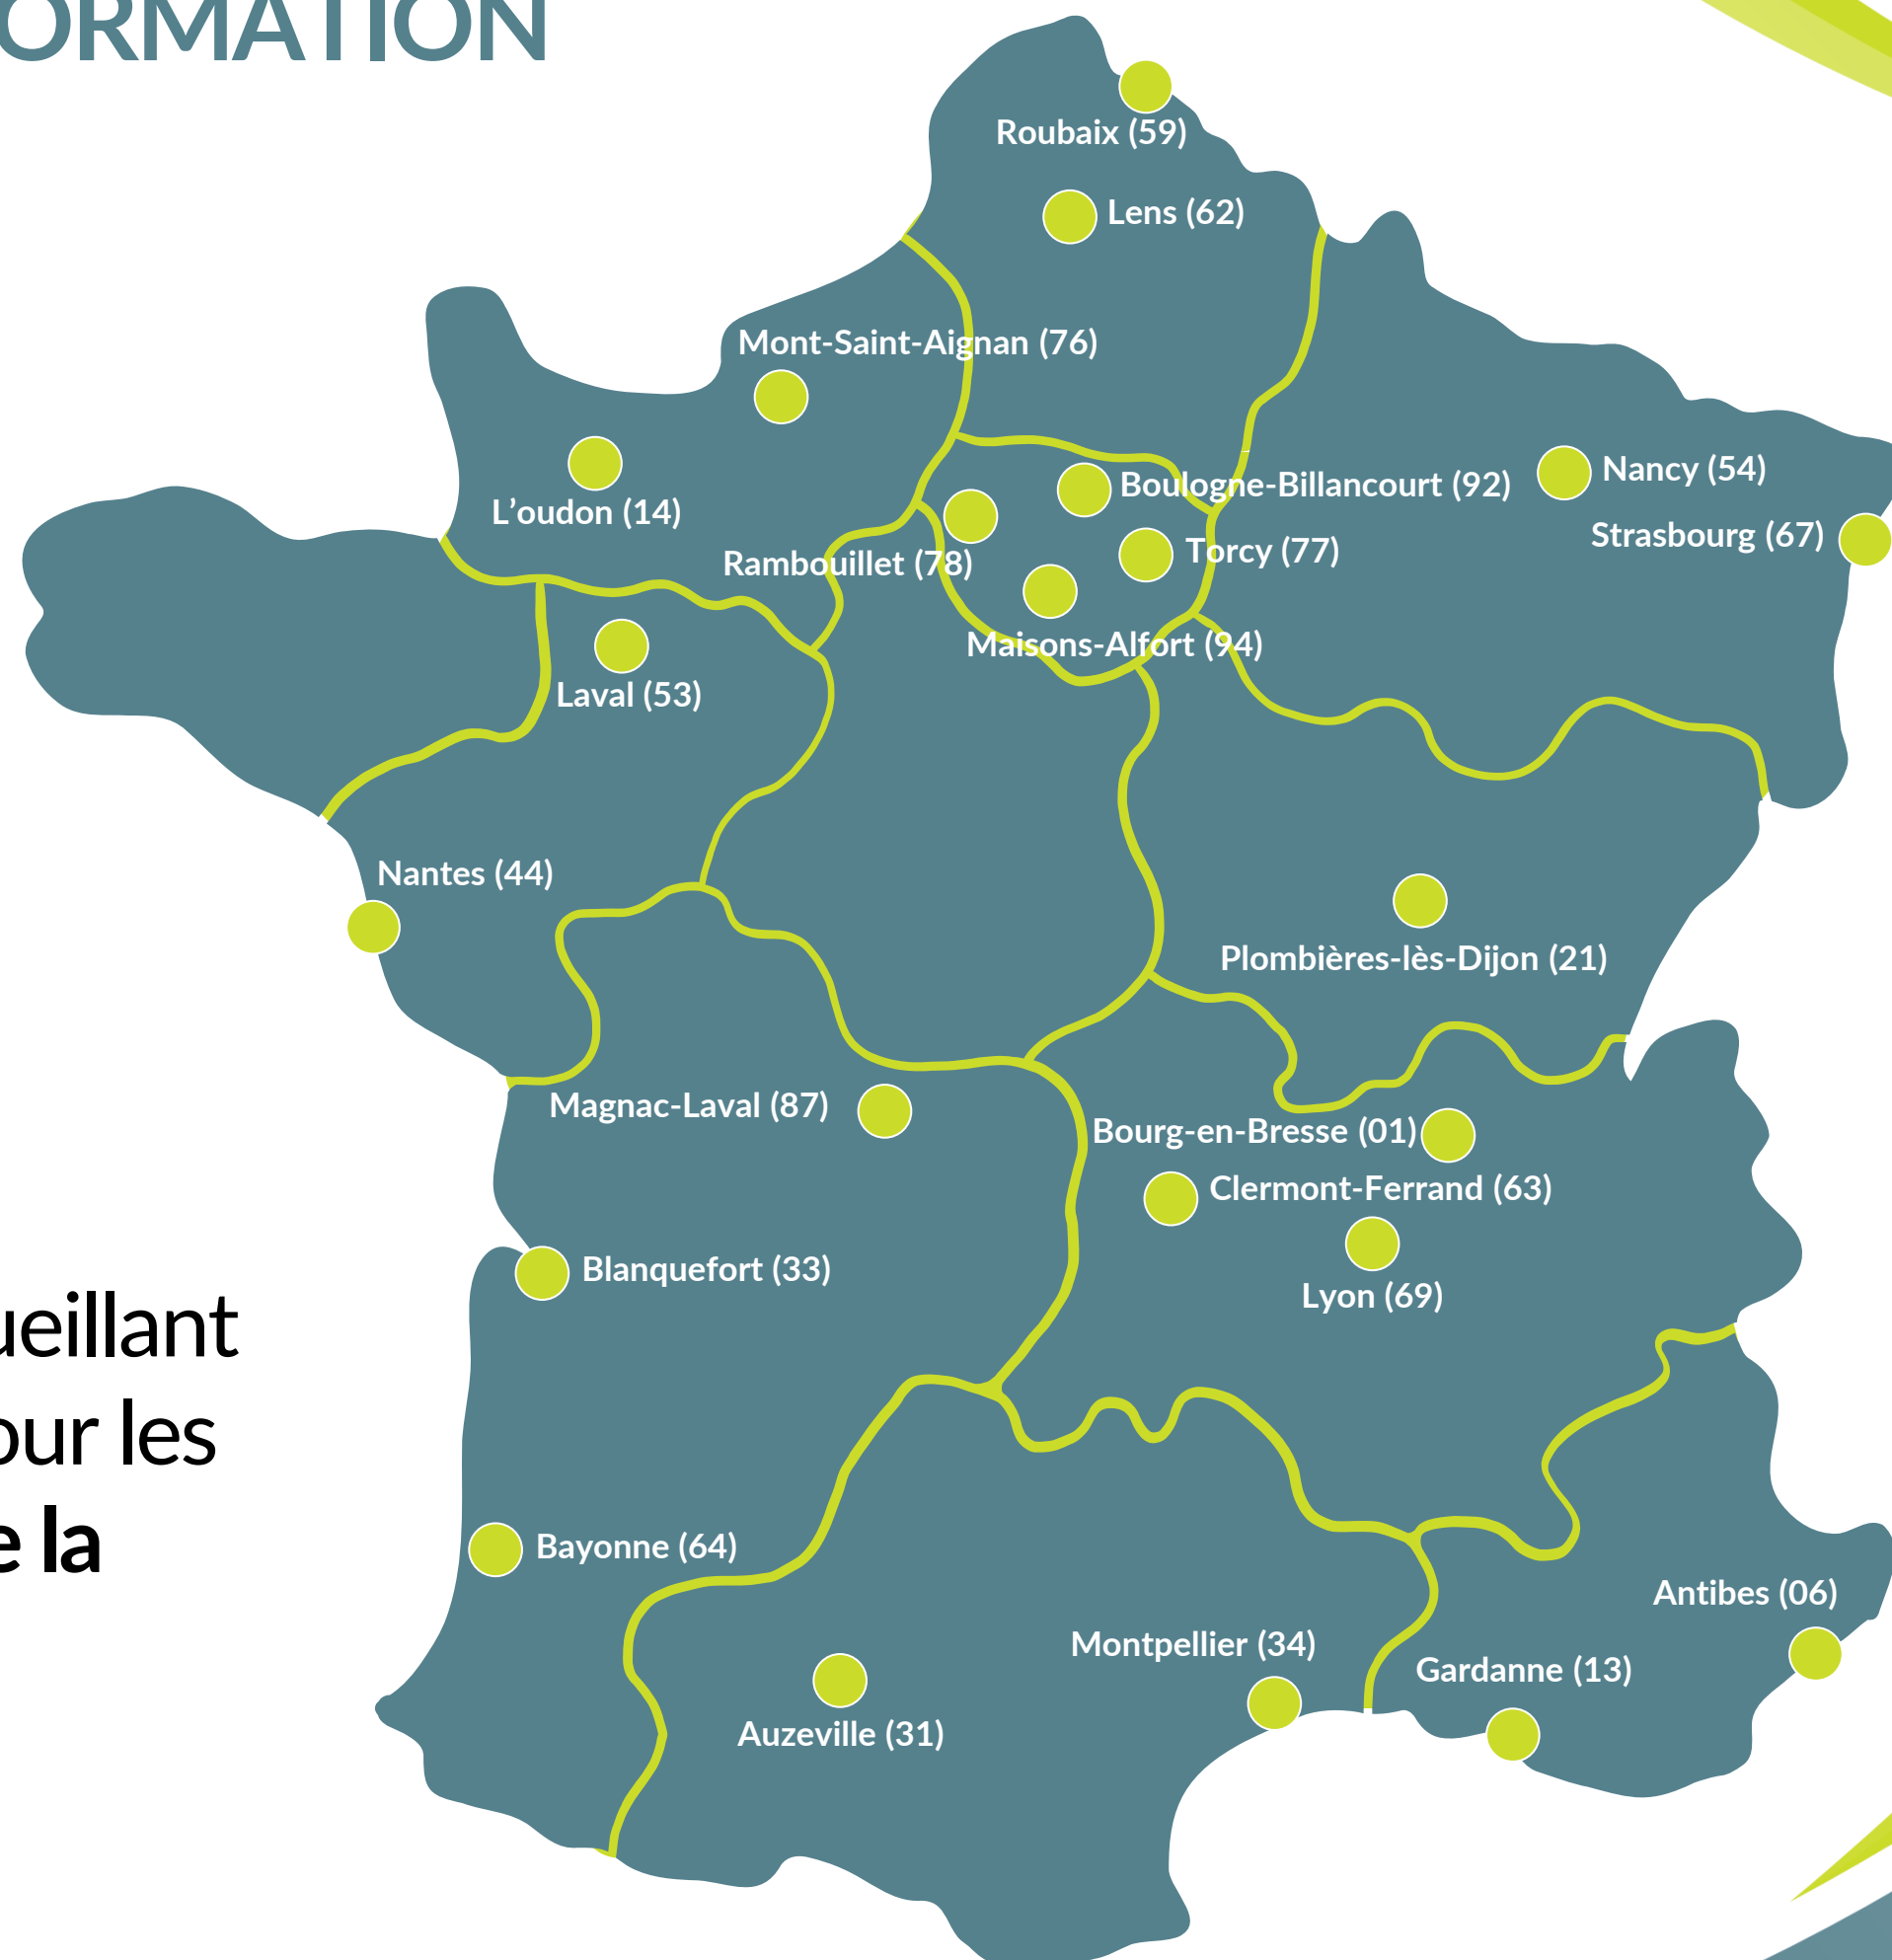 ORMATION
Roubaix (59)
Lens (62)
Mont-Saint-Aignan (76)
Nancy (54)
Boulogne-Billancourt (92)
L’oudon (14)
Strasbourg (67)
Torcy (77)
Rambouillet (78)
Maisons-Alfort (94)
Laval (53)
Nantes (44)
Plombières-lès-Dijon (21)
Magnac-Laval (87)
Bourg-en-Bresse (01)
Clermont-Ferrand (63)
Blanquefort (33)
Lyon (69)
ueillant
our les
e la
Bayonne (64)
Antibes (06)
Montpellier (34)
Gardanne (13)
Auzeville (31)